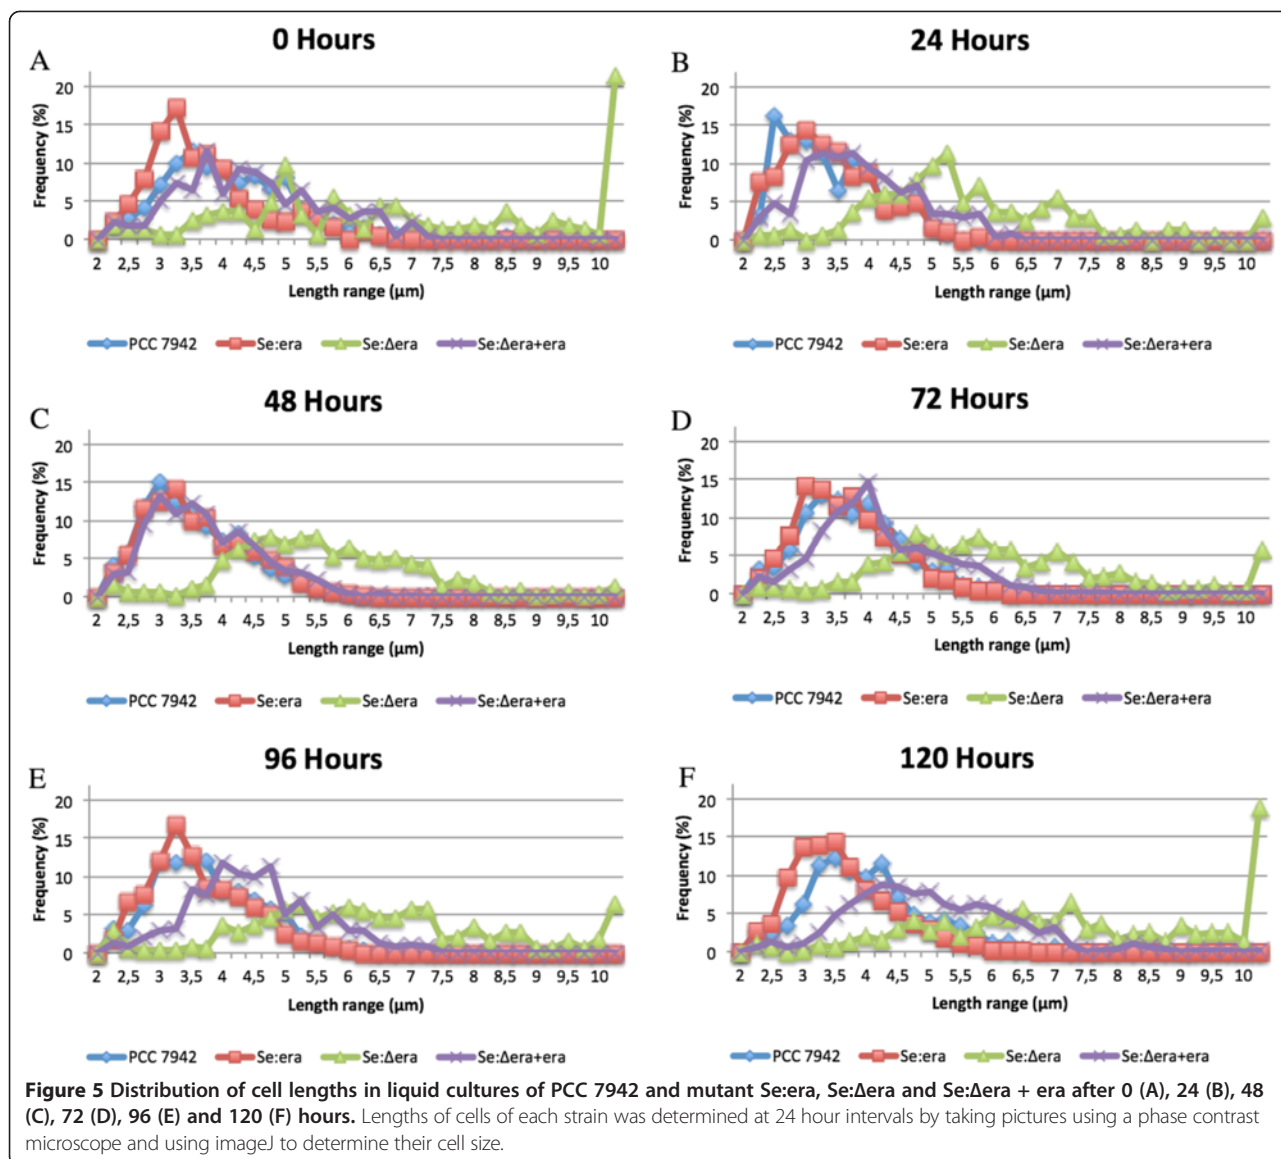 A
0 Hours
Frequency (%)
20
15
10
5
0
2 2,5 3 3,5 4 4,5 5 5,5 6 6,5 7 7,5 8 8,5 9 9,5 10
Length range (µm)
PCC 7942 Se:era Se:Δera Se:Δera+era
B
24 Hours
Frequency (%)
20
15
10
5
0
2 2,5 3 3,5 4 4,5 5 5,5 6 6,5 7 7,5 8 8,5 9 9,5 10
Length range (µm)
PCC 7942 Se:era Se:Δera Se:Δera+era
C
48 Hours
Frequency (%)
20
15
10
5
0
2 2,5 3 3,5 4 4,5 5 5,5 6 6,5 7 7,5 8 8,5 9 9,5 10
Length range (µm)
PCC 7942 Se:era Se:Δera Se:Δera+era
D
72 Hours
Frequency (%)
20
15
10
5
0
2 2,5 3 3,5 4 4,5 5 5,5 6 6,5 7 7,5 8 8,5 9 9,5 10
Length range (µm)
PCC 7942 Se:era Se:Δera Se:Δera+era
E
96 Hours
Frequency (%)
20
15
10
5
0
2 2,5 3 3,5 4 4,5 5 5,5 6 6,5 7 7,5 8 8,5 9 9,5 10
Length range (µm)
PCC 7942 Se:era Se:Δera Se:Δera+era
F
120 Hours
Frequency (%)
20
15
10
5
0
2 2,5 3 3,5 4 4,5 5 5,5 6 6,5 7 7,5 8 8,5 9 9,5 10
Length range (µm)
PCC 7942 Se:era Se:Δera Se:Δera+era
Figure 5 Distribution of cell lengths in liquid cultures of PCC 7942 and mutant Se:era, Se:Δera and Se:Δera + era after 0 (A), 24 (B), 48
(C), 72 (D), 96 (E) and 120 (F) hours. Lengths of cells of each strain was determined at 24 hour intervals by taking pictures using a phase contrast
microscope and using imageJ to determine their cell size.